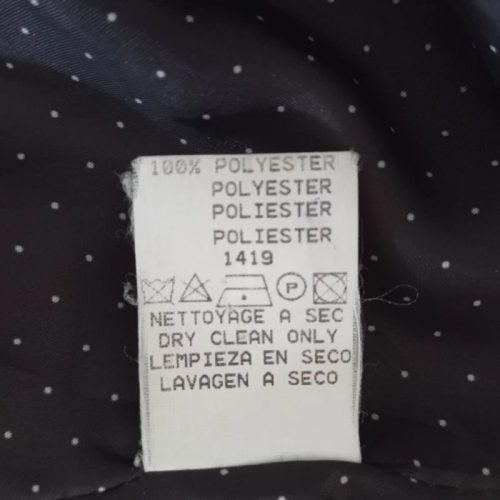 100% POLYESTER
POLYESTER
POLIESTER
POLIESTER
1419
P
NETTOYAGE A SEC
DRY CLEAN ONLY
LEMPIEZA EN SECO
LAVAGEN A SECO